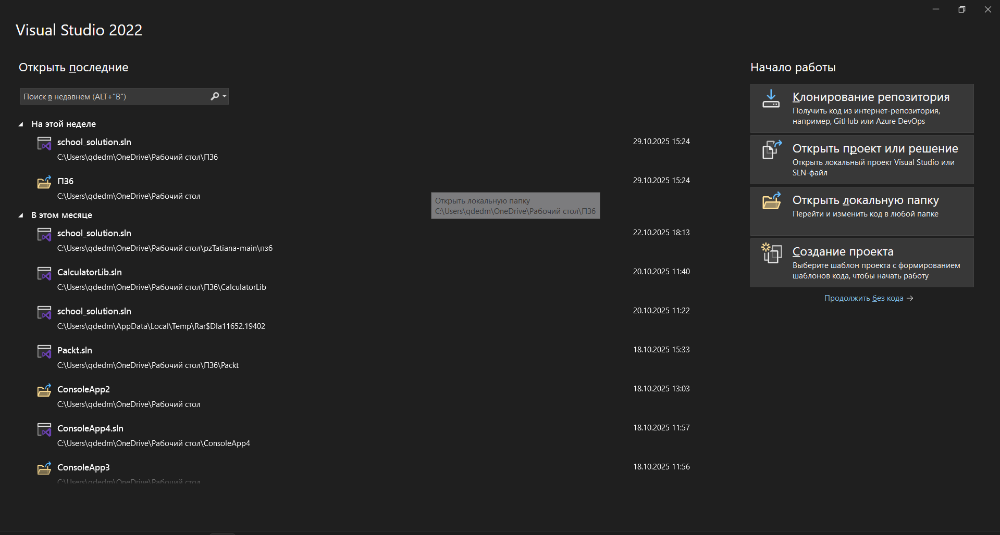 Visual Studio 2022
Открыть последние
Поиск в недавнем (ALT+"В")
На этой неделе
school_solution.sln
29.10.2025 15:24
C:\Users\qdedm\OneDrive\Рабочий стол\ПЗ6
ПЗ6
29.10.2025 15:24
C:\Users\qdedm\OneDrive\Рабочий стол
Открыть локальную папку
C:\Users\qdedm\OneDrive\Рабочий стол\ПЗ6
В этом месяце
school_solution.sln
22.10.2025 18:13
C:\Users\qdedm\OneDrive\Рабочий стол\pzTatiana-main\пз6
CalculatorLib.sln
20.10.2025 11:40
C:\Users\qdedm\OneDrive\Рабочий стол\ПЗ6\CalculatorLib
school_solution.sln
20.10.2025 11:22
C:\Users\qdedm\AppData\Local\Temp\Rar$DIa11652.19402
Packt.sln
18.10.2025 15:33
C:\Users\qdedm\OneDrive\Рабочий стол\ПЗ6\Packt
ConsoleApp2
18.10.2025 13:03
C:\Users\qdedm\OneDrive\Рабочий стол
ConsoleApp4.sln
18.10.2025 11:57
C:\Users\qdedm\OneDrive\Рабочий стол\ConsoleApp4
ConsoleApp3
18.10.2025 11:56
C:\Users\qdedm\OneDrive\Рабочий стол
Начало работы
Клонирование репозитория
Получить код из интернет-репозитория,
например, GitHub или Azure DevOps
Открыть проект или решение
Открыть локальный проект Visual Studio или
SLN-файл
Открыть локальную папку
Перейти и изменить код в любой папке
Создание проекта
Выберите шаблон проекта с формированием
шаблонов кода, чтобы начать работу
Продолжить без кода →